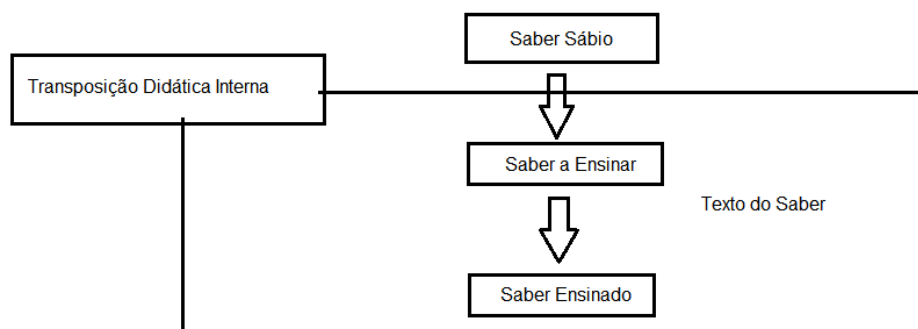 Saber Sábio
Transposição Didática Interna
Saber a Ensinar
Texto do Saber
Saber Ensinado